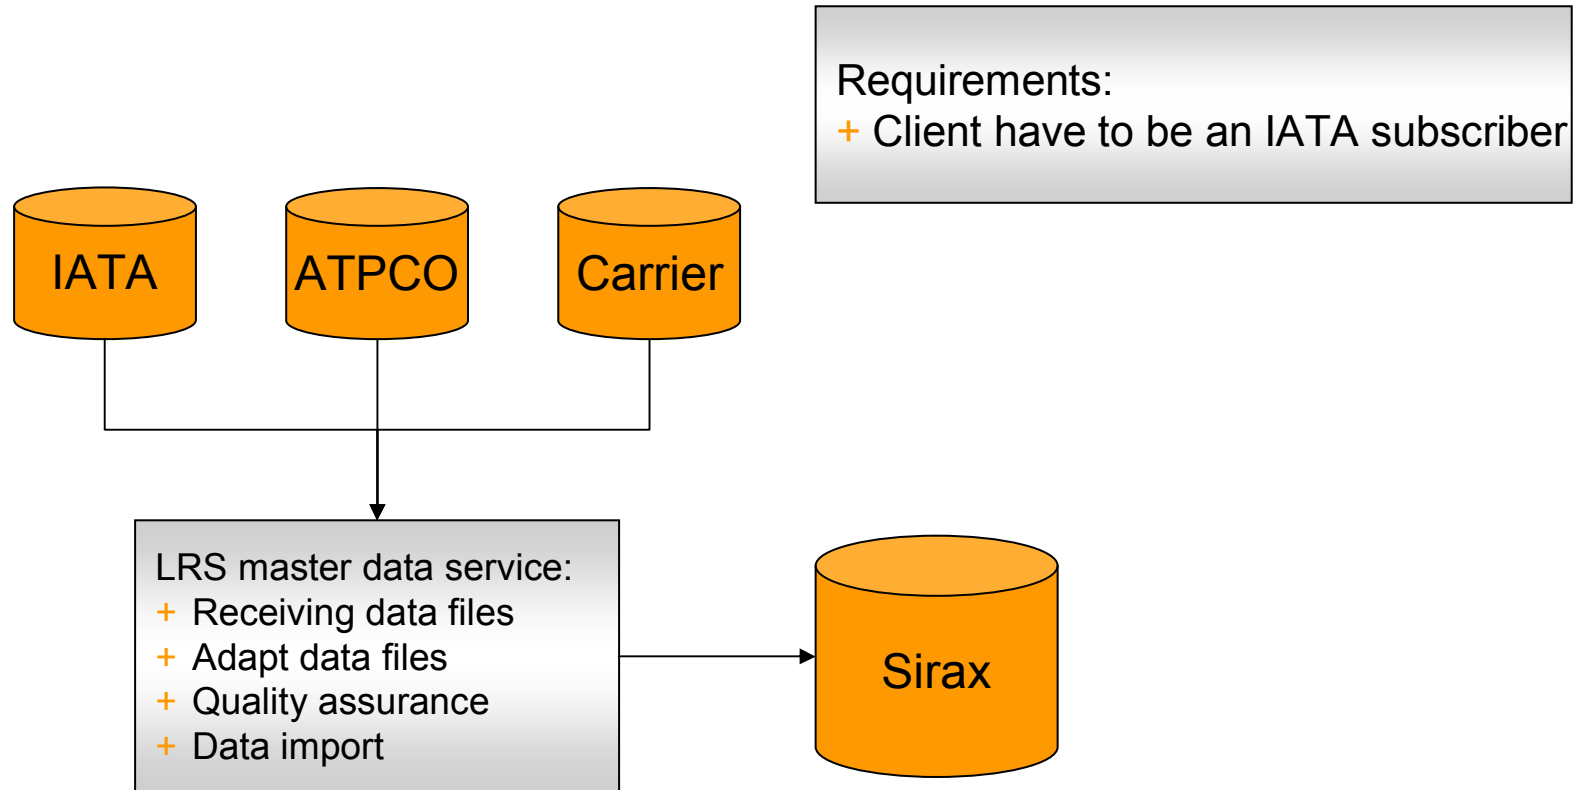 Requirements:
+ Client have to be an IATA subscriber
IATA
ATPCO
Carrier
LRS master data service:
+ Receiving data files
+ Adapt data files
+ Quality assurance
+ Data import
Sirax